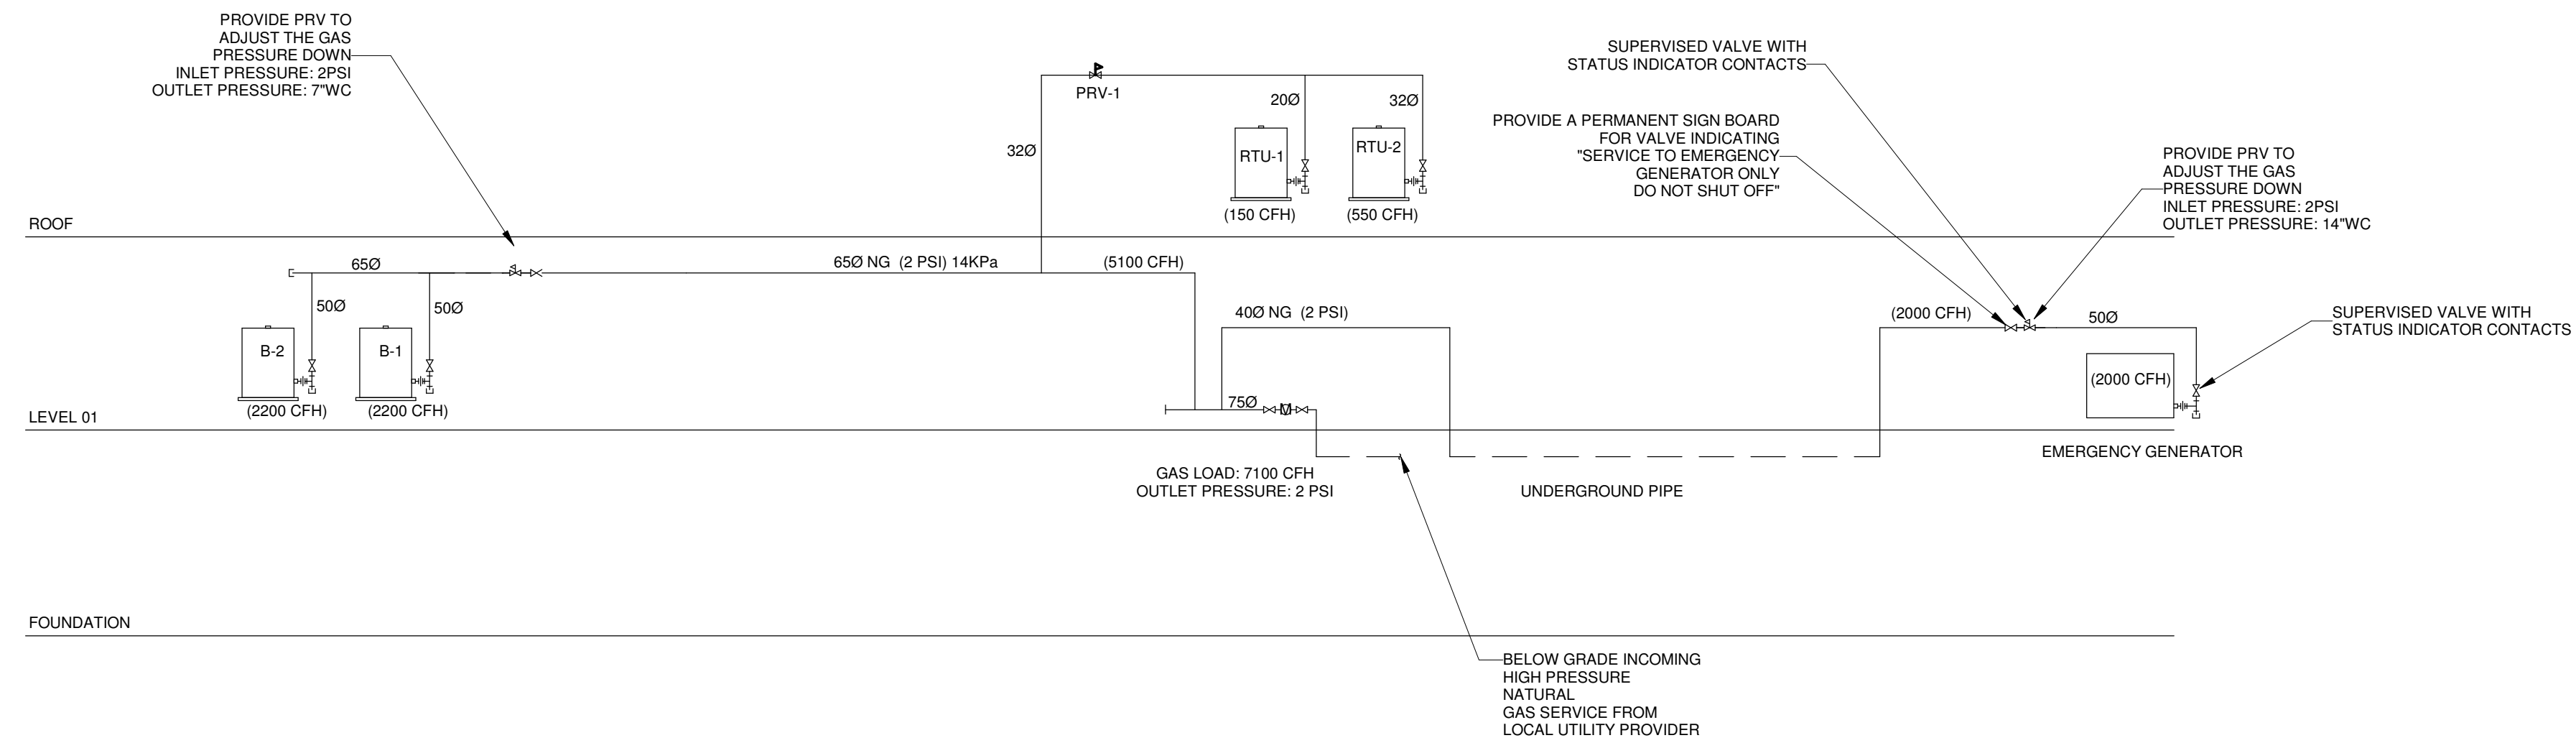 PROVIDE PRV TO
ADJUST THE GAS
PRESSURE DOWN
INLET PRESSURE: 2PSI
OUTLET PRESSURE: 7"WC
PRV-1
20Ø
32Ø
32Ø
RTU-1
RTU-2
(150 CFH)
(550 CFH)
SUPERVISED VALVE WITH
STATUS INDICATOR CONTACTS
PROVIDE A PERMANENT SIGN BOARD
FOR VALVE INDICATING
"SERVICE TO EMERGENCY
GENERATOR ONLY
DO NOT SHUT OFF"
PROVIDE PRV TO
ADJUST THE GAS
PRESSURE DOWN
INLET PRESSURE: 2PSI
OUTLET PRESSURE: 14"WC
ROOF
65Ø
65Ø NG (2 PSI) 14KPa
(5100 CFH)
50Ø
50Ø
B-2
B-1
(2200 CFH)
(2200 CFH)
40Ø NG (2 PSI)
75Ø
M
(2000 CFH)
50Ø
SUPERVISED VALVE WITH
STATUS INDICATOR CONTACTS
(2000 CFH)
LEVEL 01
EMERGENCY GENERATOR
GAS LOAD: 7100 CFH
OUTLET PRESSURE: 2 PSI
UNDERGROUND PIPE
FOUNDATION
BELOW GRADE INCOMING
HIGH PRESSURE
NATURAL
GAS SERVICE FROM
LOCAL UTILITY PROVIDER